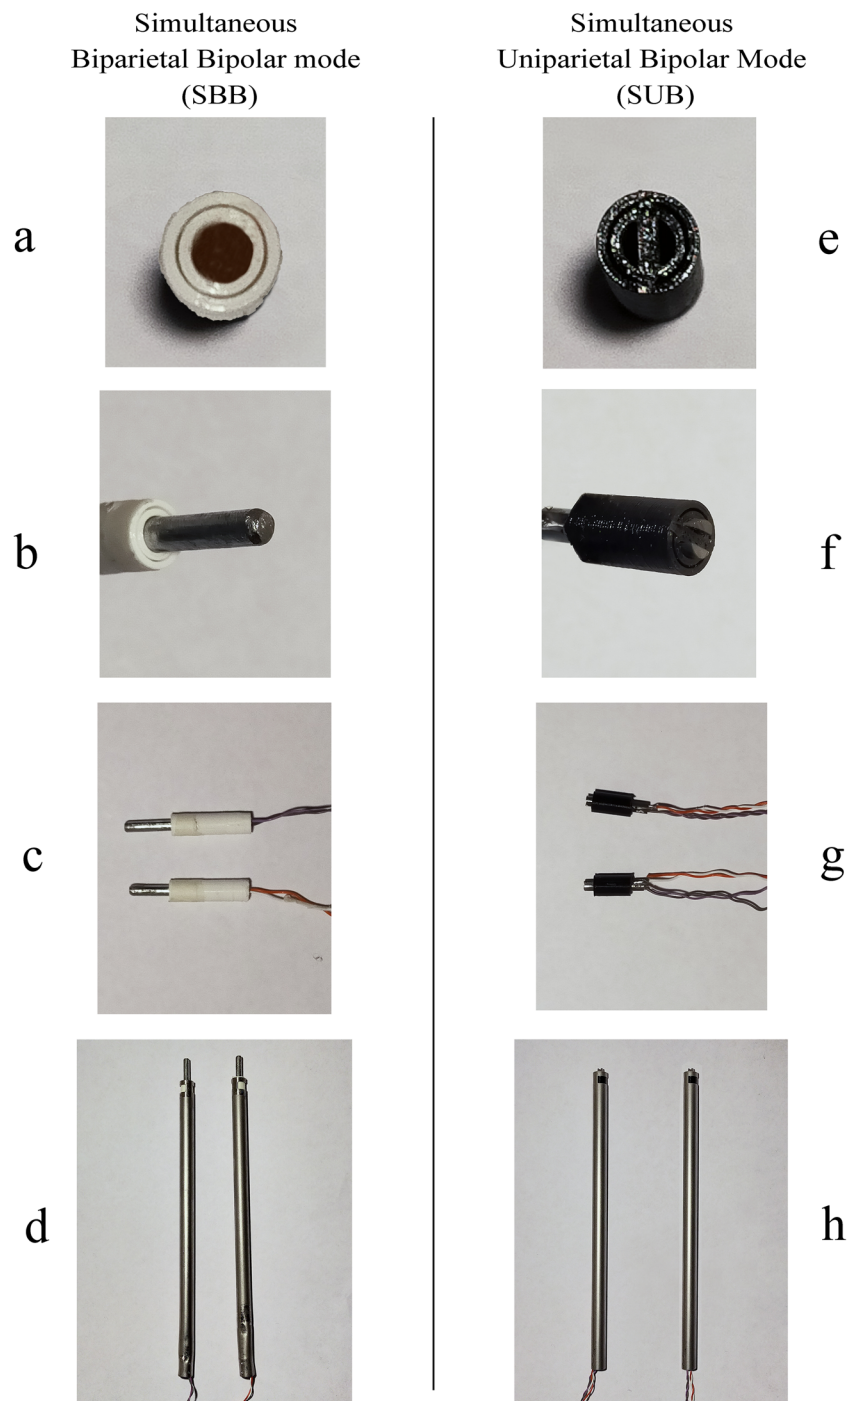 Simultaneous
Biparietal Bipolar mode
(SBB)
Simultaneous
Uniparietal Bipolar Mode
(SUB)
a
e
b
f
c
g
d
h